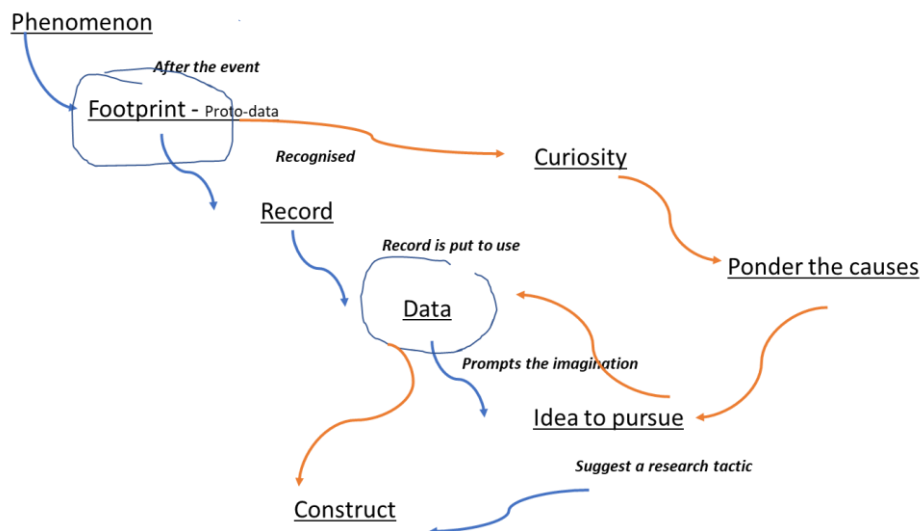 Phenomenon
After the event
Footprint - Proto-data
Recognised
Curiosity
Record
Record is put to use
Ponder the causes
Data
Prompts the imagination
Idea to pursue
Suggest a research tactic
Construct